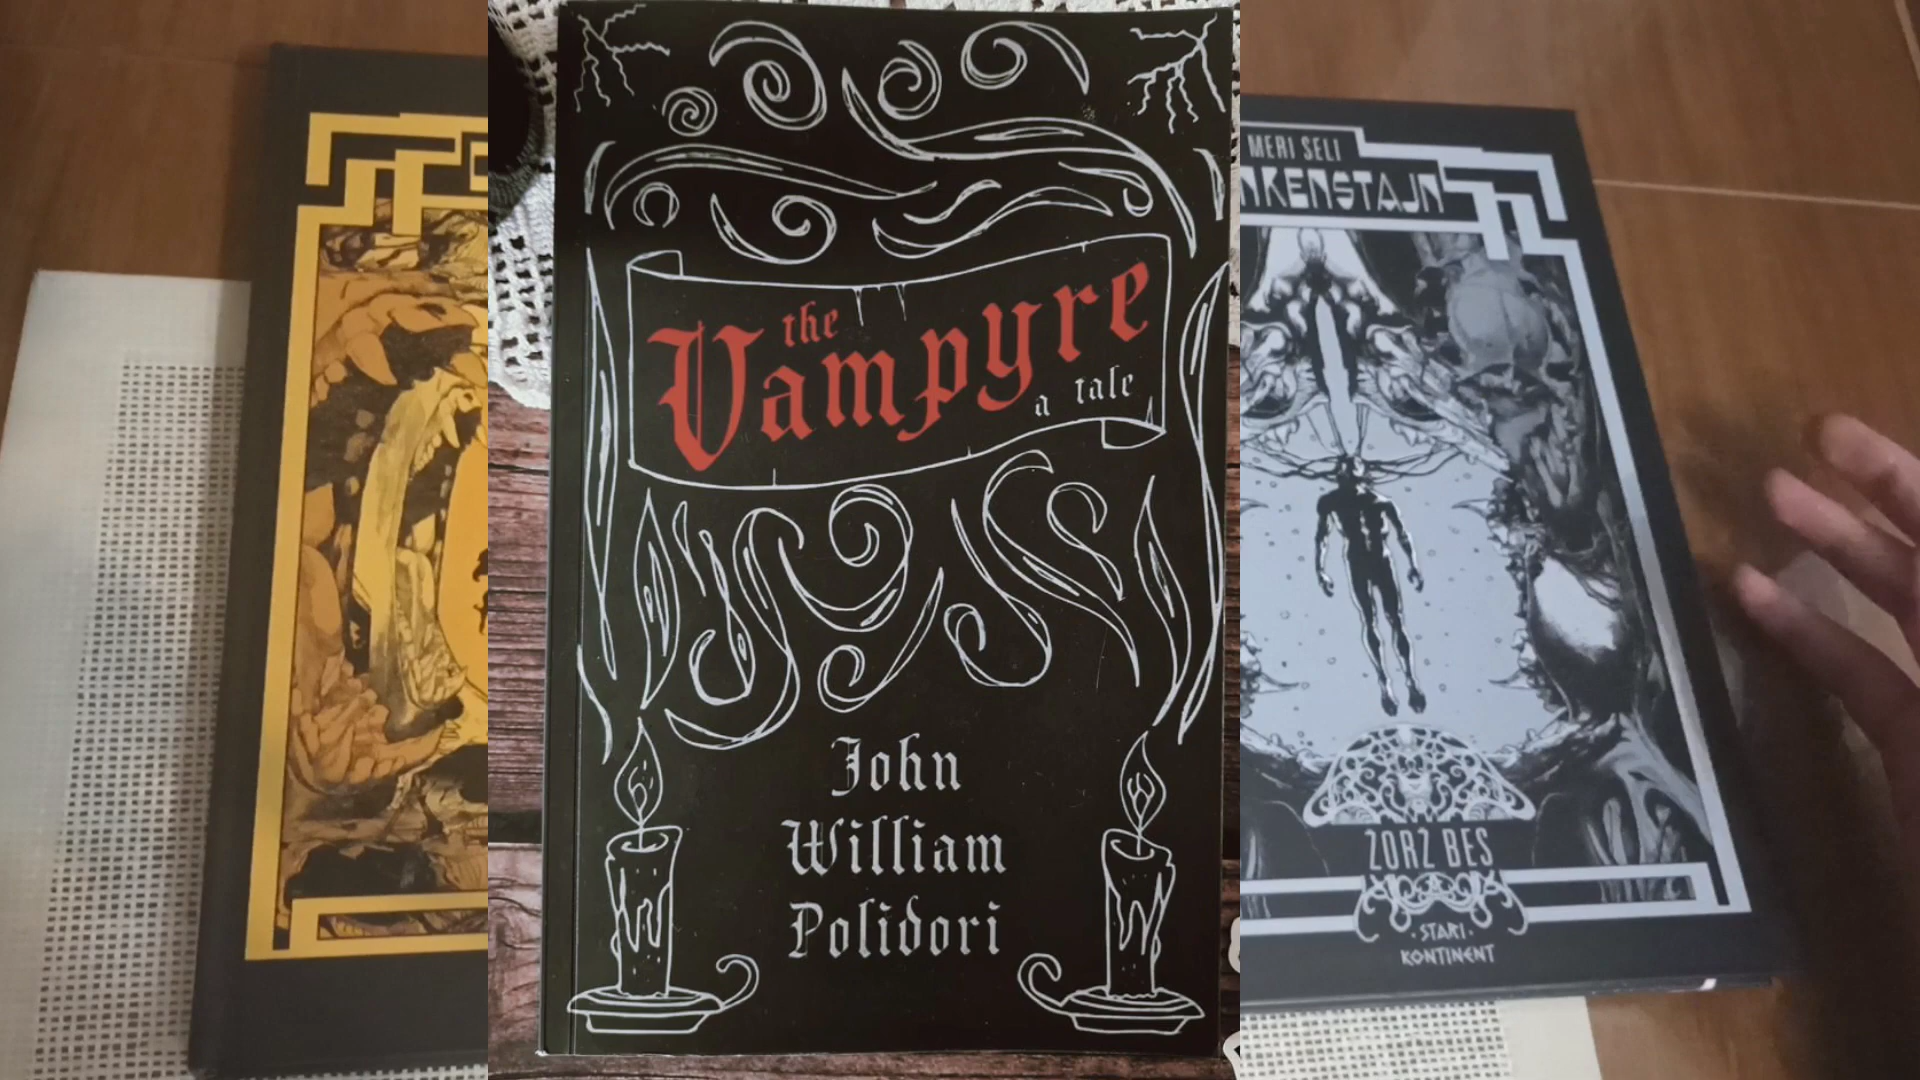 the
Vampyre
a tale
John
William
Polidori
MERI ŠELI
NKENSTAJN
ŽORŽ BES
· STARI ·
KONTINENT